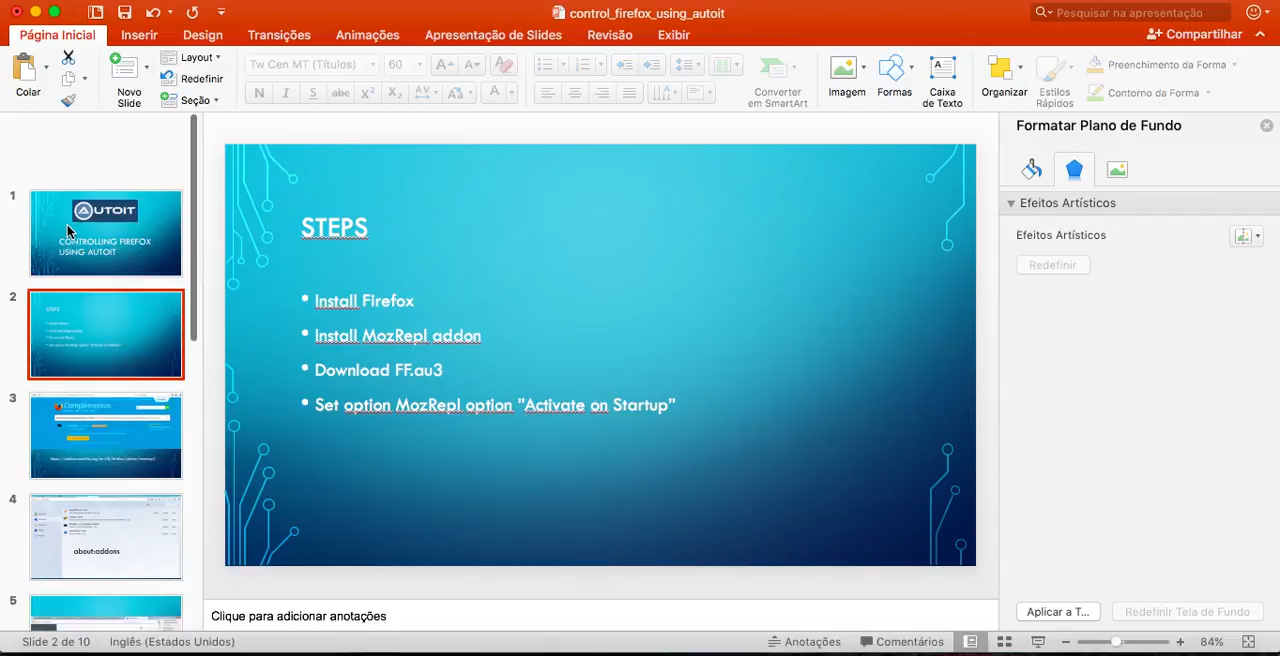 control_firefox_using_autoit
Pesquisar na apresentação
Página Inicial
Inserir
Design
Transições
Animações
Apresentação de Slides
Revisão
Exibir
Compartilhar
Colar
Novo
Slide
Layout
Redefinir
Seção
Tw Cen MT (Títulos)
60
Converter
em SmartArt
Imagem
Formas
Caixa
de Texto
Organizar
Estilos
Rápidos
Preenchimento da Forma
Contorno da Forma
1
AUTOIT
CONTROLLING FIREFOX
USING AUTOIT
2
STEPS
3
Complementos
4
about:addons
5
STEPS
• Install Firefox
• Install MozRepl addon
• Download FF.au3
• Set option MozRepl option "Activate on Startup"
Clique para adicionar anotações
Formatar Plano de Fundo
Efeitos Artísticos
Efeitos Artísticos
Redefinir
Aplicar a T...
Redefinir Tela de Fundo
Slide 2 de 10
Inglês (Estados Unidos)
Anotações
Comentários
84%